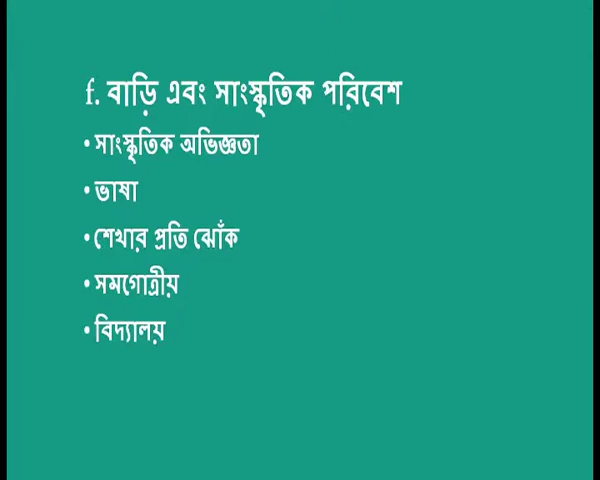 f. বাড়ি এবং সাংস্কৃতিক পরিবেশ
• সাংস্কৃতিক অভিজ্ঞতা
• ভাষা
• শেখার প্রতি ঝোঁক
• সমগোত্রীয়
• বিদ্যালয়